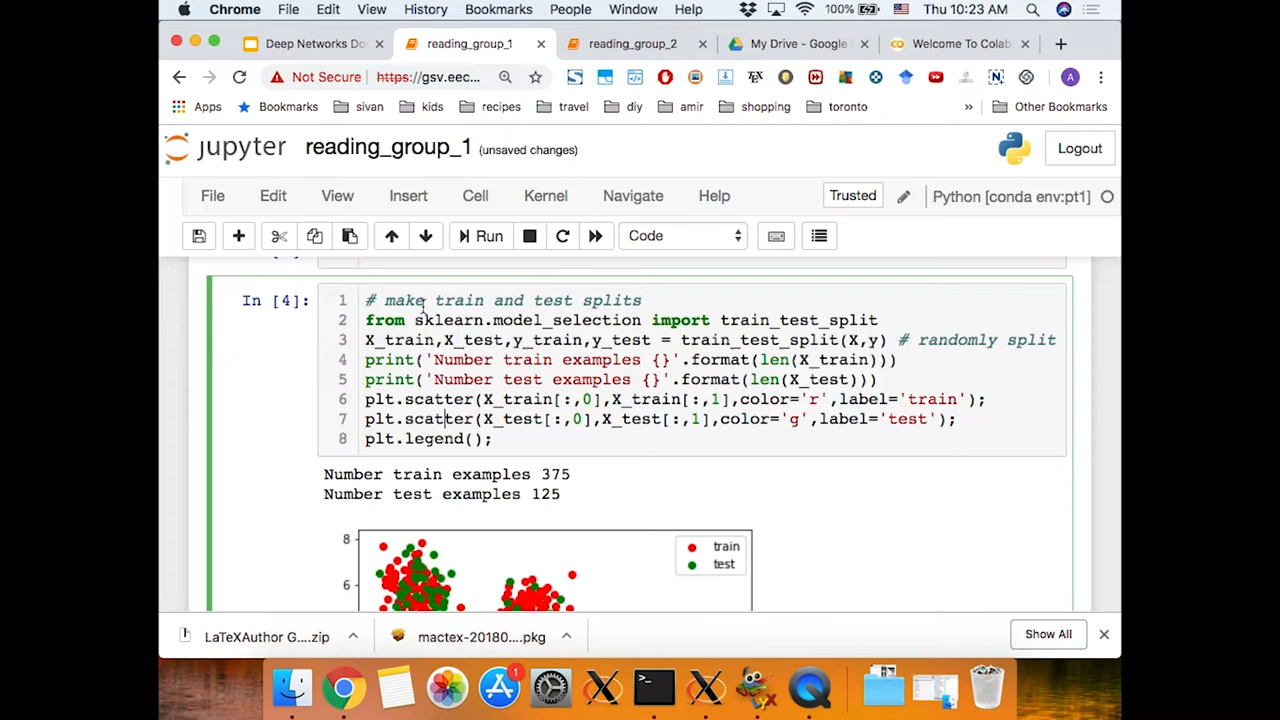 Chrome File Edit View History Bookmarks People Window Help 100% Thu 10:23 AM
Deep Networks Do reading_group_1 reading_group_2 My Drive - Google Welcome To Colab
Not Secure https://gsv.eec...
Apps Bookmarks sivan kids recipes travel diy amir shopping toronto » Other Bookmarks
jupyter reading_group_1 (unsaved changes) Logout
File Edit View Insert Cell Kernel Navigate Help Trusted Python [conda env:pt1]
Run Code
In [4]:
1 # make train and test splits
2 from sklearn.model_selection import train_test_split
3 X_train,X_test,y_train,y_test = train_test_split(X,y) # randomly split
4 print('Number train examples {}'.format(len(X_train)))
5 print('Number test examples {}'.format(len(X_test)))
6 plt.scatter(X_train[:,0],X_train[:,1],color='r',label='train');
7 plt.scatter(X_test[:,0],X_test[:,1],color='g',label='test');
8 plt.legend();
Number train examples 375
Number test examples 125
8
6
train
test
LaTeXAuthor G....zip mactex-20180....pkg Show All
1